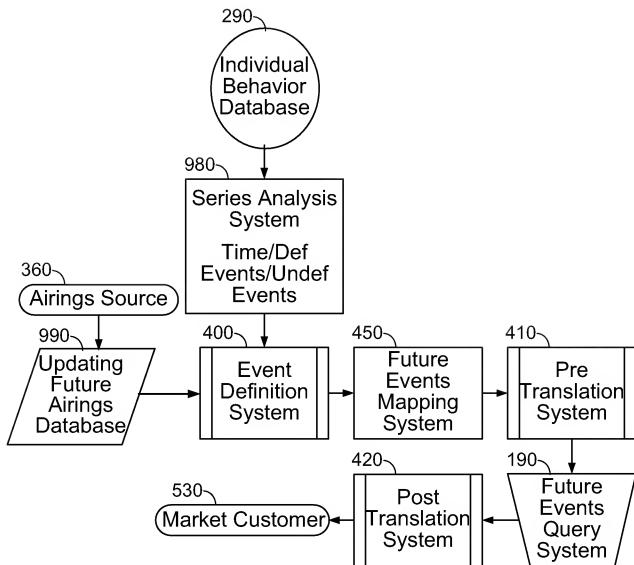 290
Individual
Behavior
Database
980
Series Analysis
System
Time/Def
Events/Undef
Events
360
Airings Source
990
Updating
Future
Airings
Database
400
Event
Definition
System
450
Future
Events
Mapping
System
410
Pre
Translation
System
190
Future
Events
Query
System
420
Post
Translation
System
530
Market Customer